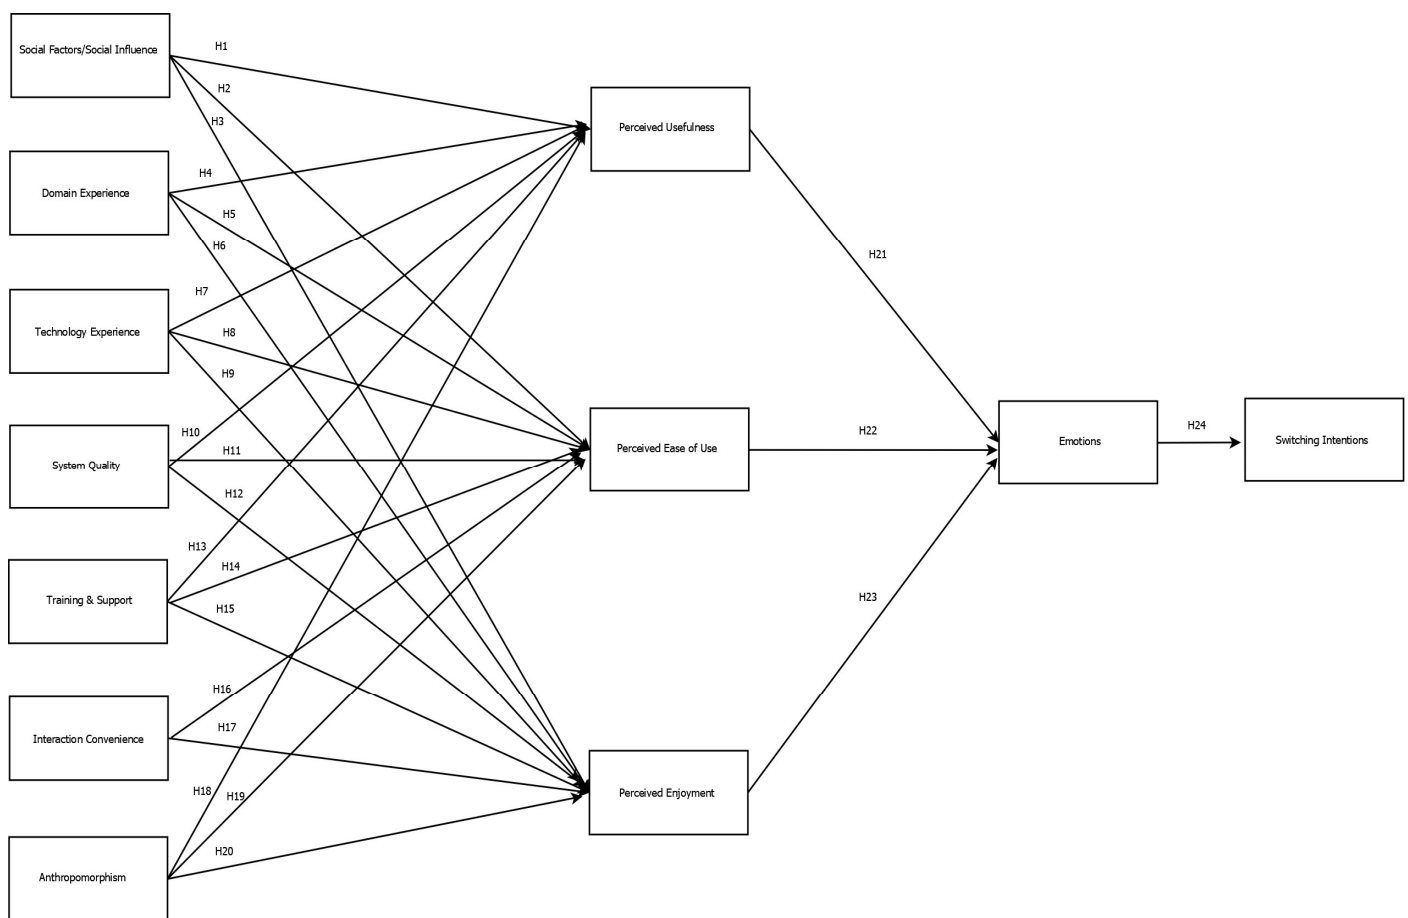 Social Factors/Social Influence
H1
H2
H3
Perceived Usefulness
Domain Experience
H4
H5
H6
H21
Technology Experience
H7
H8
H9
System Quality
H10
H11
H12
Perceived Ease of Use
H22
Emotions
H24
Switching Intentions
Training & Support
H13
H14
H15
H23
Interaction Convenience
H16
H17
Perceived Enjoyment
Anthropomorphism
H18
H19
H20